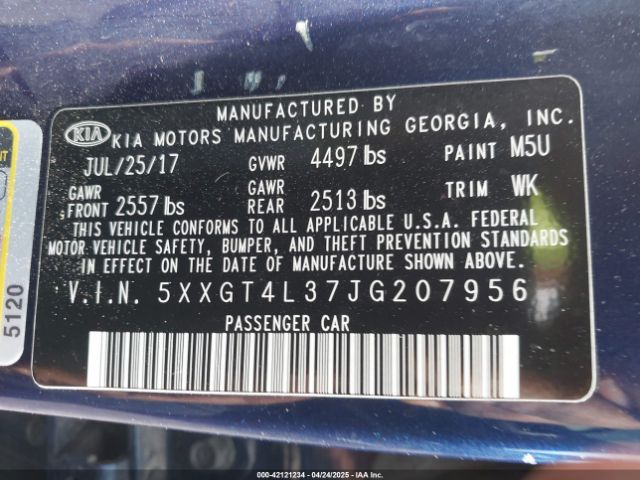 MANUFACTURED BY
KIA KIA MOTORS MANUFACTURING GEORGIA, INC.
JUL/25/17 GVWR 4497 lbs PAINT M5U
GAWR FRONT 2557 lbs GAWR REAR 2513 lbs TRIM WK
THIS VEHICLE CONFORMS TO ALL APPLICABLE U.S.A. FEDERAL
MOTOR VEHICLE SAFETY, BUMPER, AND THEFT PREVENTION STANDARDS
IN EFFECT ON THE DATE OF MANUFACTURE SHOWN ABOVE.
V.I.N. 5XXGT4L37JG207956
PASSENGER CAR
5120
000-42121234 - 04/24/2025 - IAA Inc.